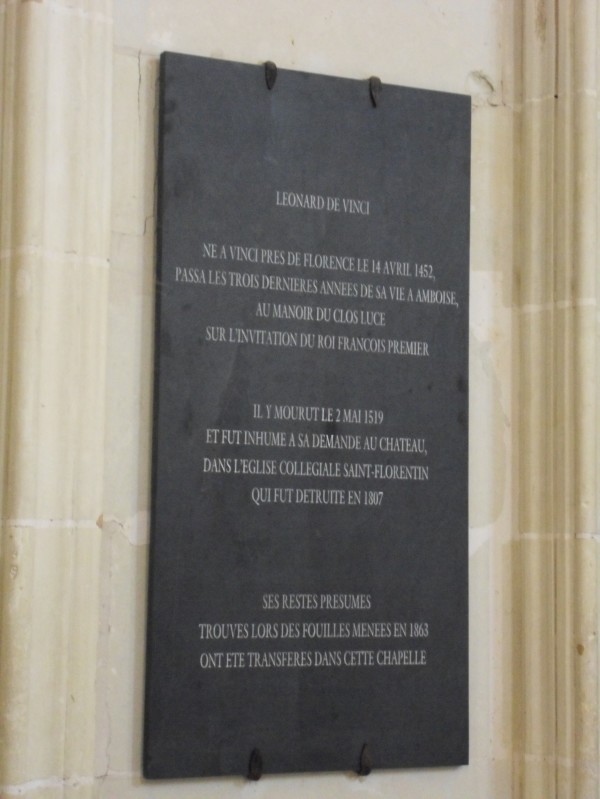 LEONARD DE VINCI
NE A VINCI PRES DE FLORENCE LE 14 AVRIL 1452,
PASSA LES TROIS DERNIERES ANNEES DE SA VIE A AMBOISE,
AU MANOIR DU CLOS LUCE
SUR L'INVITATION DU ROI FRANCOIS PREMIER
IL Y MOURUT LE 2 MAI 1519
ET FUT INHUME A SA DEMANDE AU CHATEAU,
DANS L'EGLISE COLLEGIALE SAINT-FLORENTIN
QUI FUT DETRUITE EN 1807
SES RESTES PRESUMES
TROUVES LORS DES FOUILLES MENEES EN 1863
ONT ETE TRANSFERES DANS CETTE CHAPELLE